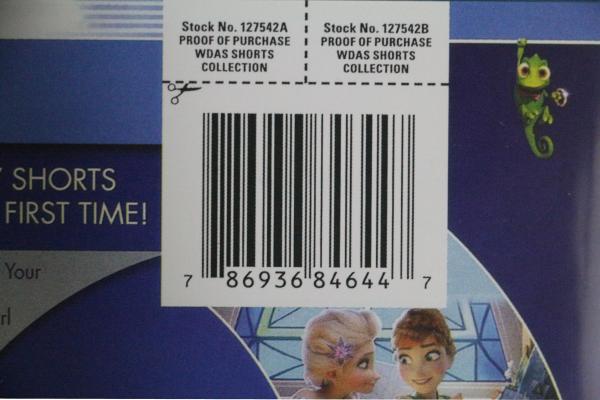 Stock No. 127542A
PROOF OF PURCHASE
WDAS SHORTS
COLLECTION
Stock No. 127542B
PROOF OF PURCHASE
WDAS SHORTS
COLLECTION
SHORTS
FIRST TIME!
Your
7 86936 84644 7